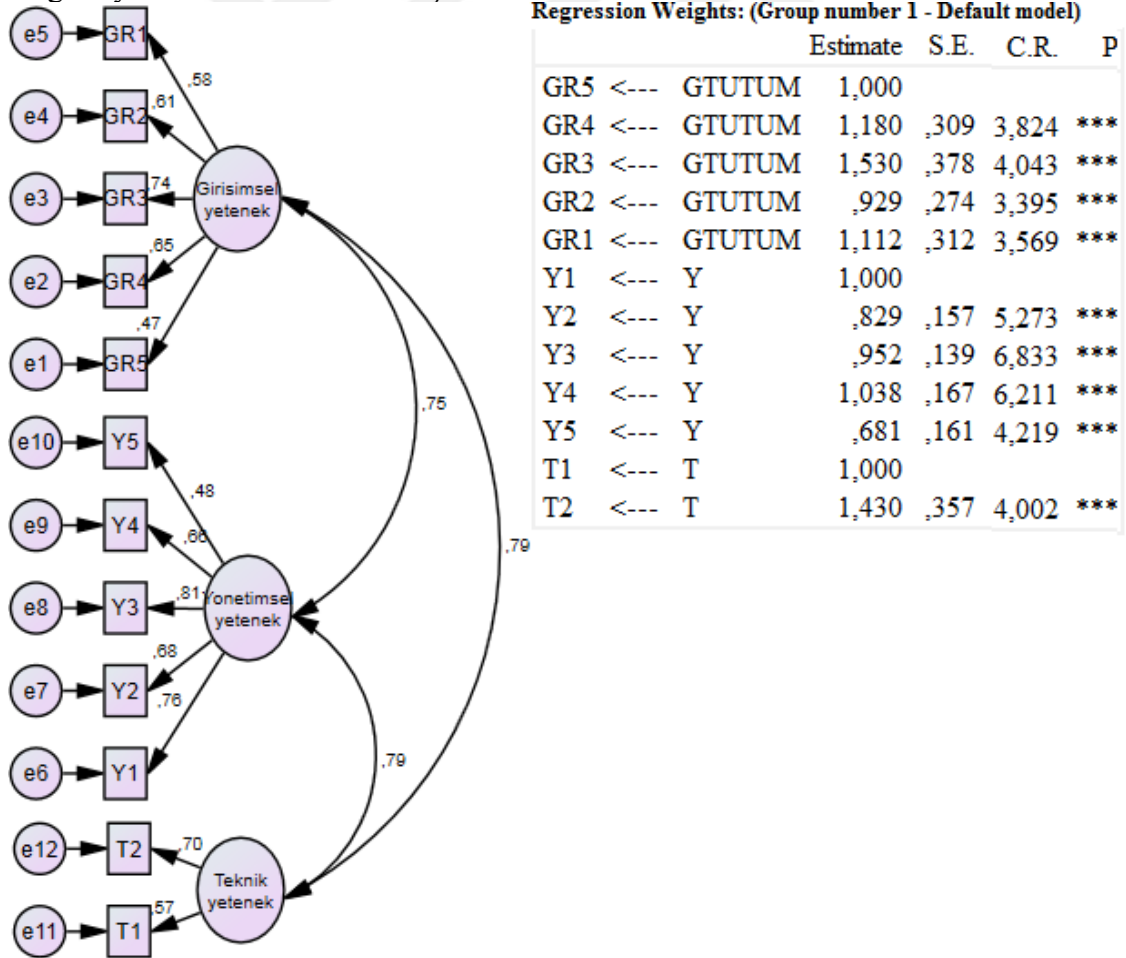 Regression Weights: (Group number 1 - Default model)
Estimate S.E. C.R. P
GR5 <--- GTUTUM 1,000
GR4 <--- GTUTUM 1,180 ,309 3,824 ***
GR3 <--- GTUTUM 1,530 ,378 4,043 ***
GR2 <--- GTUTUM ,929 ,274 3,395 ***
GR1 <--- GTUTUM 1,112 ,312 3,569 ***
Y1 <--- Y 1,000
Y2 <--- Y ,829 ,157 5,273 ***
Y3 <--- Y ,952 ,139 6,833 ***
Y4 <--- Y 1,038 ,167 6,211 ***
Y5 <--- Y ,681 ,161 4,219 ***
T1 <--- T 1,000
T2 <--- T 1,430 ,357 4,002 ***
e5 GR1
,58
e4 GR2 ,61
e3 GR3 ,74
Girisimsel
yetenek
e2 GR4 ,65
e1 GR5 ,47
,75
e10 Y5
,48
e9 Y4 ,66
,79
e8 Y3 ,81
Yonetimsel
yetenek
e7 Y2 ,68
,76
e6 Y1
,79
e12 T2 ,70
Teknik
yetenek
e11 T1 ,57